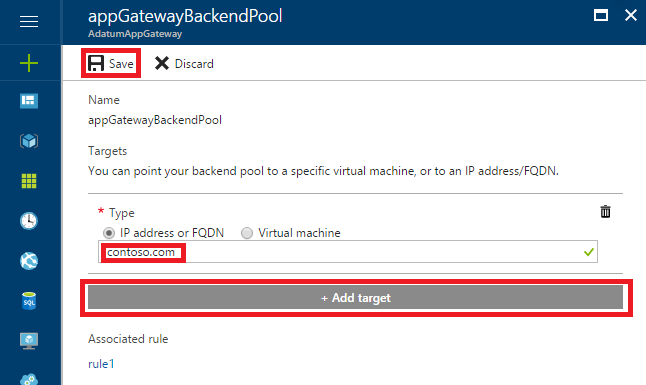 appGatewayBackendPool
AdatumAppGateway
Save Discard
Name
appGatewayBackendPool
Targets
You can point your backend pool to a specific virtual machine, or to an IP address/FQDN.
* Type
IP address or FQDN Virtual machine
contoso.com
+ Add target
SQL
Associated rule
rule1